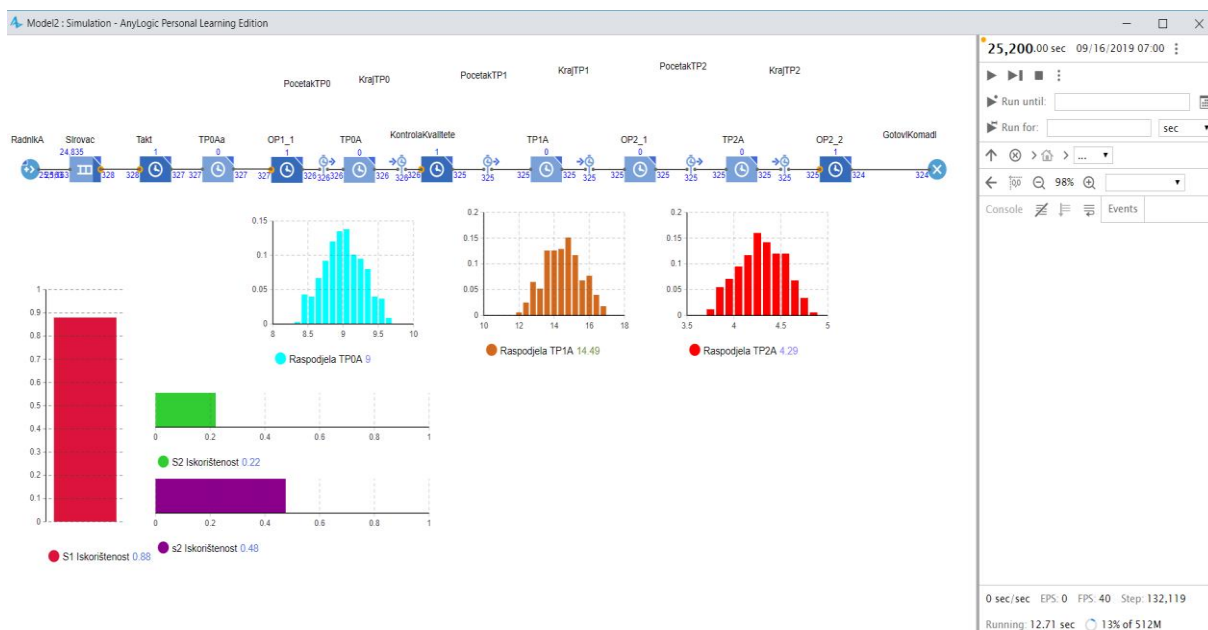 Model2 : Simulation - AnyLogic Personal Learning Edition
25,200.00 sec 09/16/2019 07:00
Run until:
Run for: sec
...
98%
Console Events
PocetakTP0 KrajTP0 PocetakTP1 KrajTP1 PocetakTP2 KrajTP2
RadnikA Sirovac Takt TP0Aa OP1_1 TP0A KontrolaKvalitete TP1A OP2_1 TP2A OP2_2 GotoviKomadi
24,835 1 0 1 0 1 0 0 0 1
328 328 327 327 327 327 326 326 326 326 326 325 325 325 325 325 325 325 325 325 325 324 324
0.15
0.1
0.05
0
8 8.5 9 9.5 10
Raspodjela TP0A 9
0.2
0.15
0.1
0.05
0
10 12 14 16 18
Raspodjela TP1A 14.49
0.2
0.15
0.1
0.05
0
3.5 4 4.5 5
Raspodjela TP2A 4.29
1
0.9
0.8
0.7
0.6
0.5
0.4
0.3
0.2
0.1
0
S1 Iskorištenost 0.88
0 0.2 0.4 0.6 0.8 1
S2 Iskorištenost 0.22
0 0.2 0.4 0.6 0.8 1
s2 Iskorištenost 0.48
0 sec/sec EPS: 0 FPS: 40 Step: 132,119
Running: 12.71 sec 13% of 512M